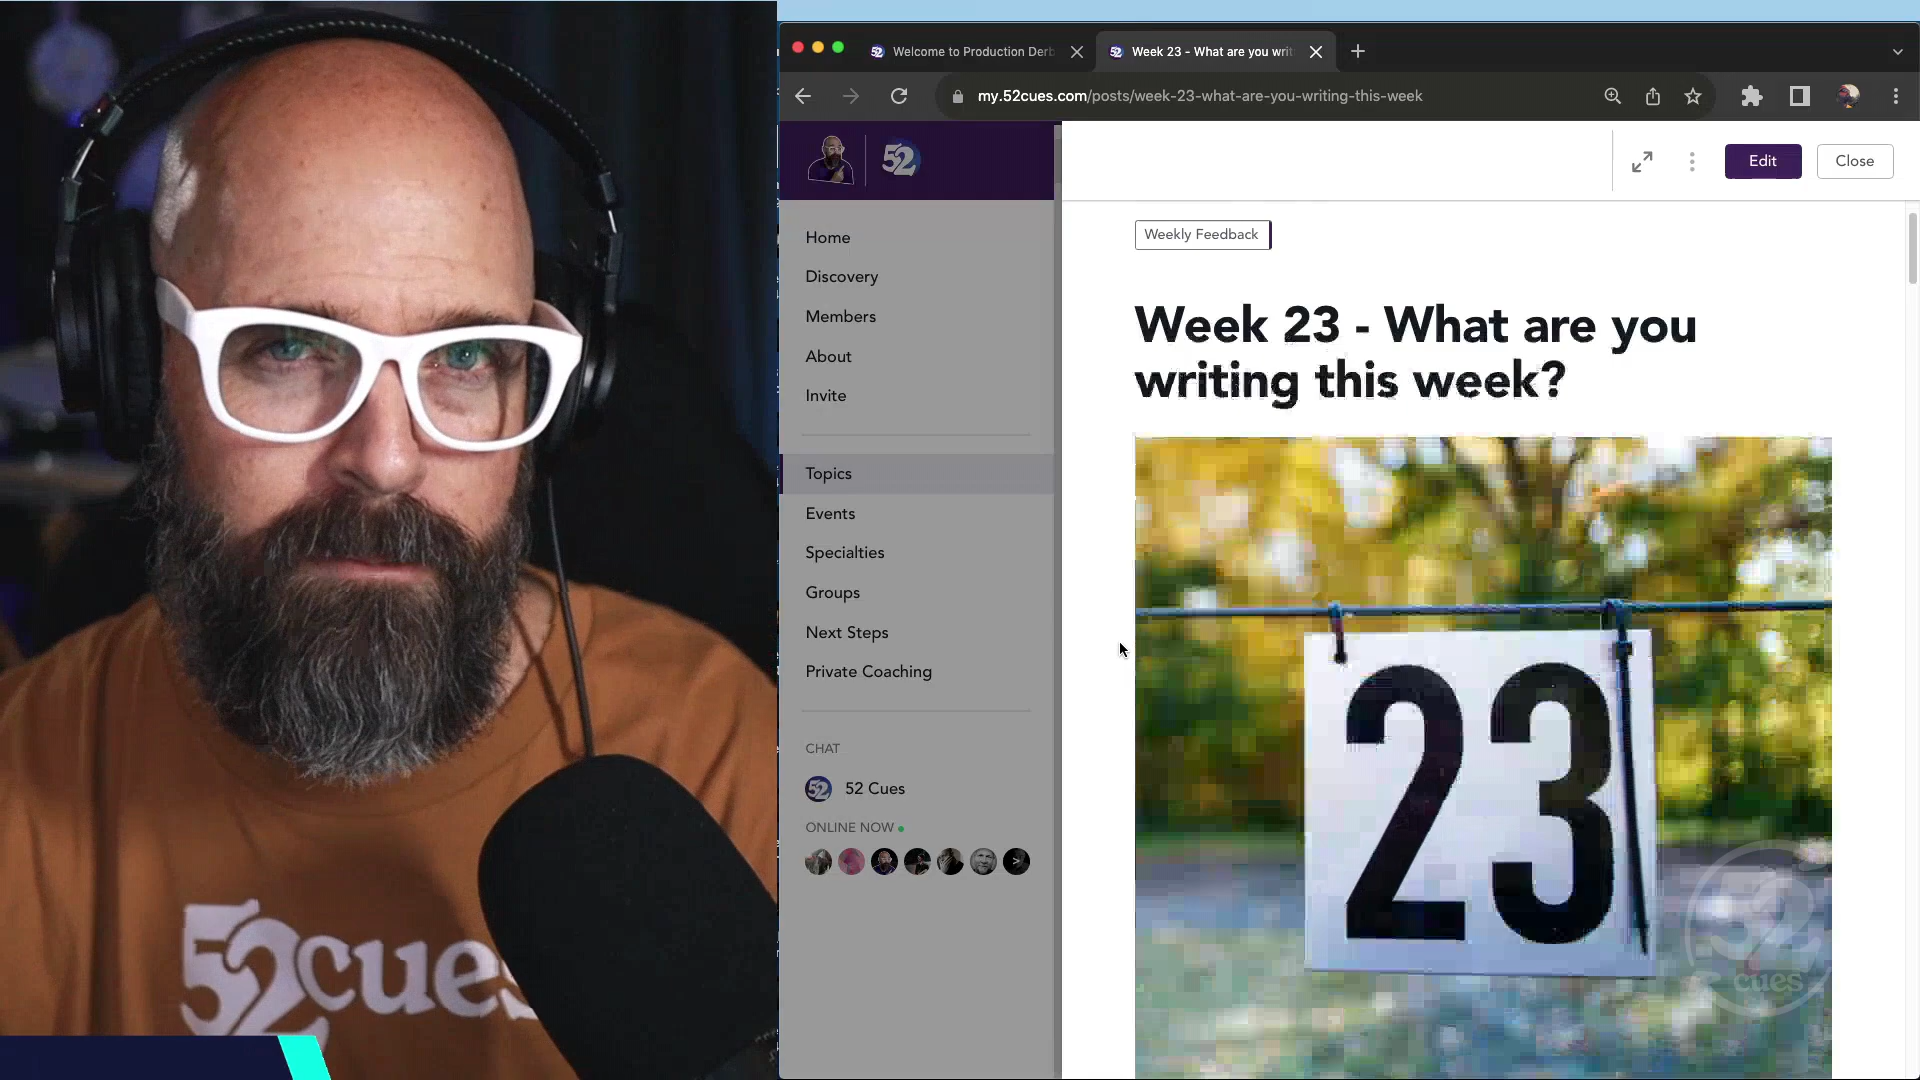 52cues
Welcome to Production Derb
Week 23 - What are you writ
my.52cues.com/posts/week-23-what-are-you-writing-this-week
52
Edit
Close
Home
Discovery
Members
About
Invite
Topics
Events
Specialties
Groups
Next Steps
Private Coaching
CHAT
52 Cues
ONLINE NOW
Weekly Feedback
Week 23 - What are you
writing this week?
23
52
cues